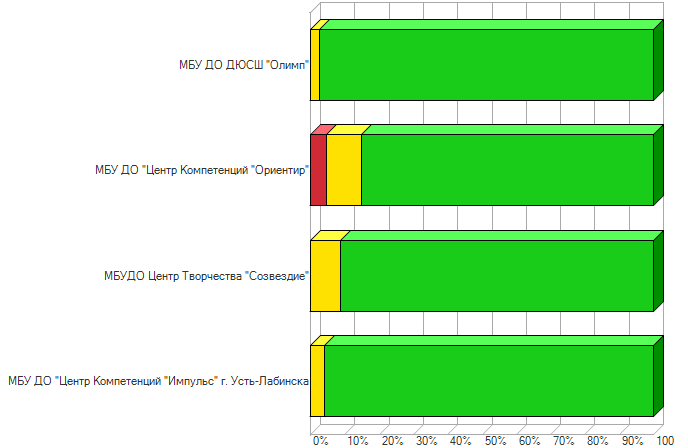 МБУ ДО ДЮСШ "Олимп"
МБУ ДО "Центр Компетенций "Ориентир"
МБУДО Центр Творчества "Созвездие"
МБУ ДО "Центр Компетенций "Импульс" г. Усть-Лабинска
0% 10% 20% 30% 40% 50% 60% 70% 80% 90% 100